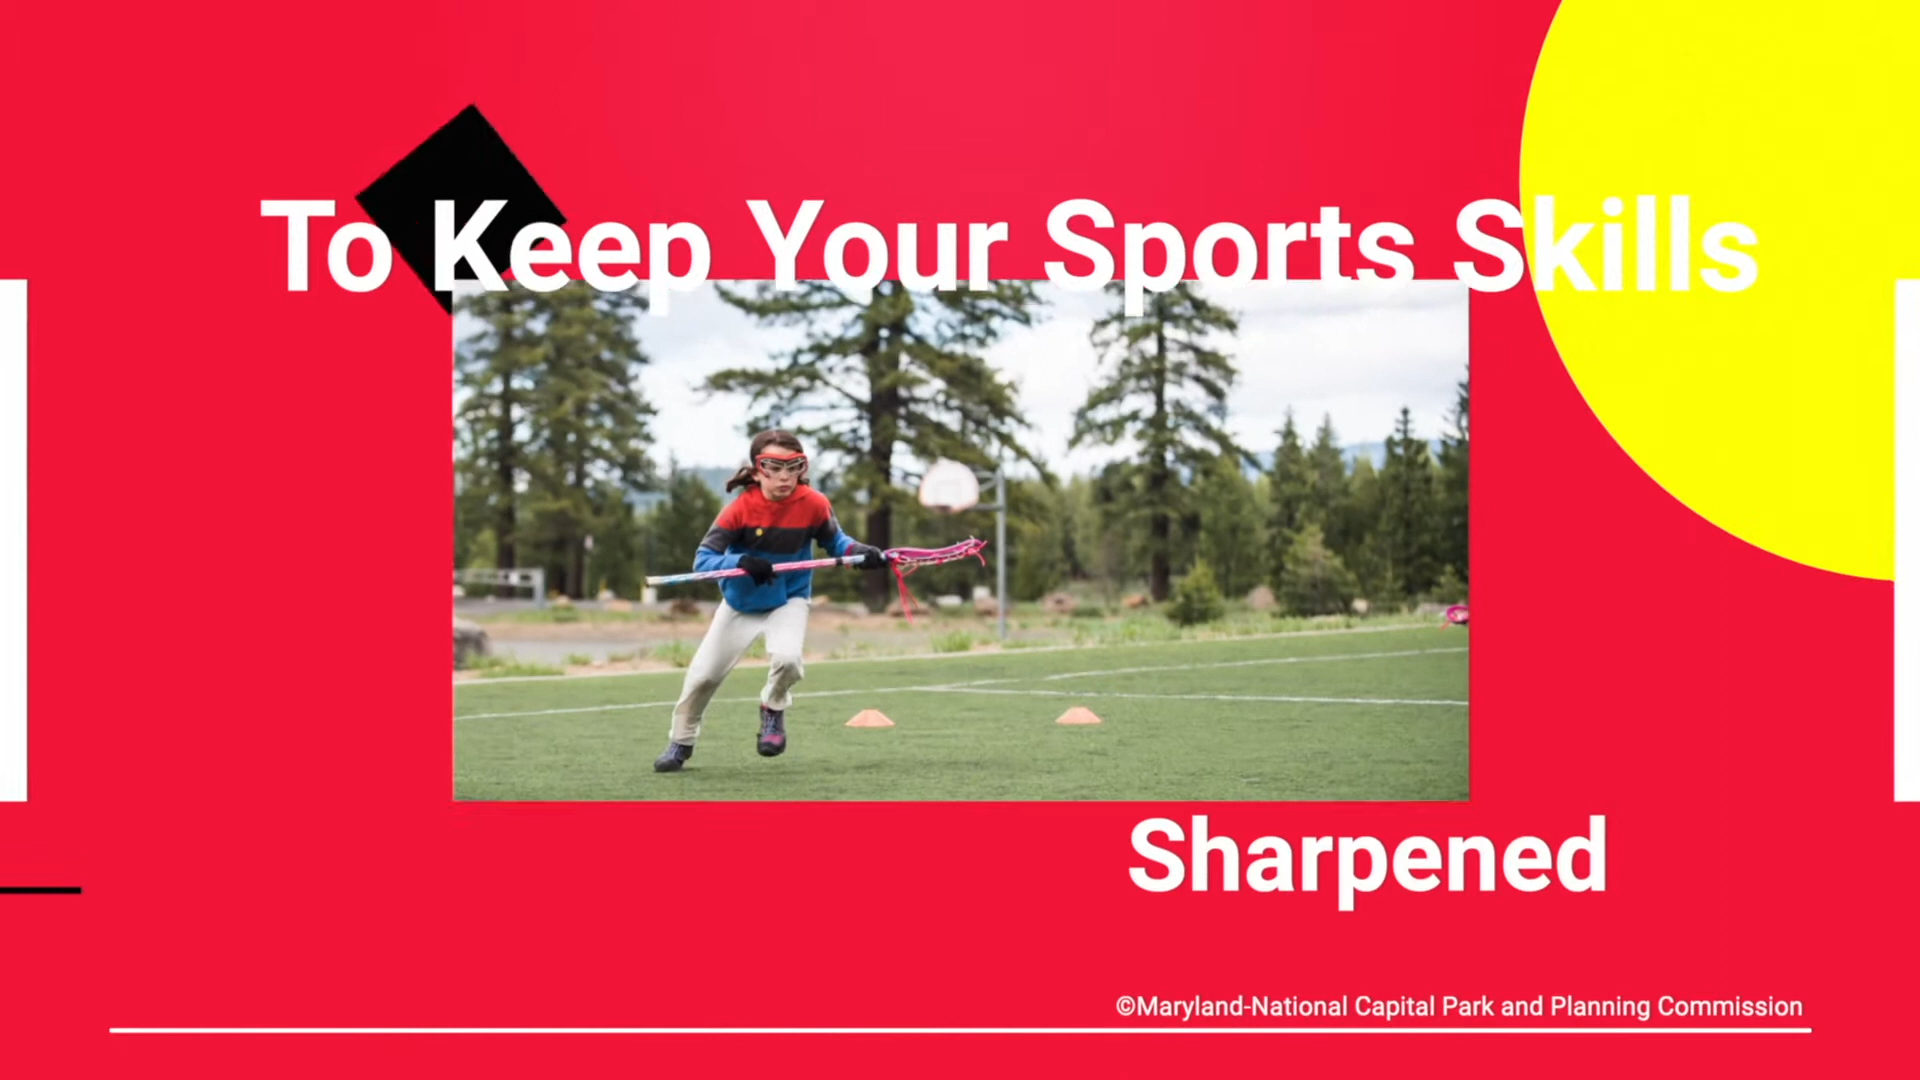 To Keep Your Sports Skills
Sharpened
©Maryland-National Capital Park and Planning Commission